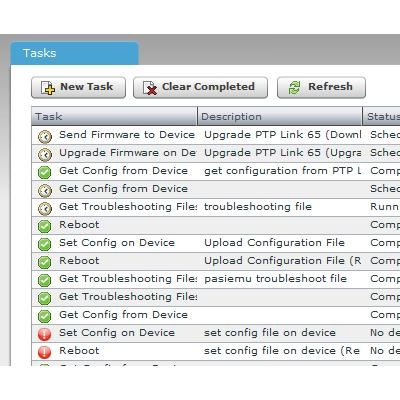 Tasks
New Task Clear Completed Refresh
Task Description Status
Send Firmware to Device Upgrade PTP Link 65 (Downl Sched
Upgrade Firmware on De Upgrade PTP Link 65 (Upgra Sched
Get Config from Device get configuration from PTP L Comp
Get Config from Device Sched
Get Troubleshooting Files troubleshooting file Runn
Reboot Comp
Set Config on Device Upload Configuration File Comp
Reboot Upload Configuration File (R Comp
Get Troubleshooting Files pasiemu troubleshoot file Comp
Get Troubleshooting Files Comp
Get Config from Device Comp
Set Config on Device set config file on device No de
Reboot set config file on device (Re No de